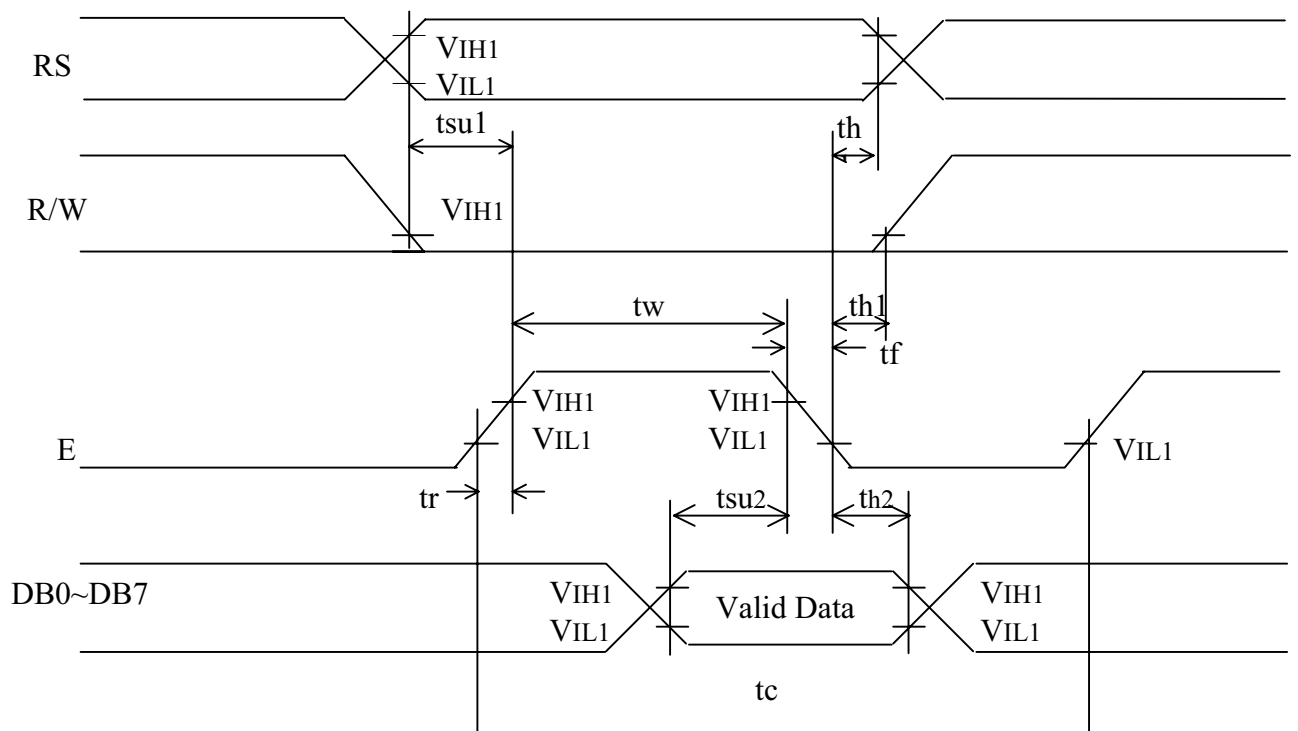 RS
VIH1
VIL1
tsu1
th
R/W
VIH1
tw
th1
tf
E
VIH1
VIL1
VIH1
VIL1
VIL1
tr
tsu2
th2
DB0~DB7
VIH1
VIL1
Valid Data
VIH1
VIL1
tc